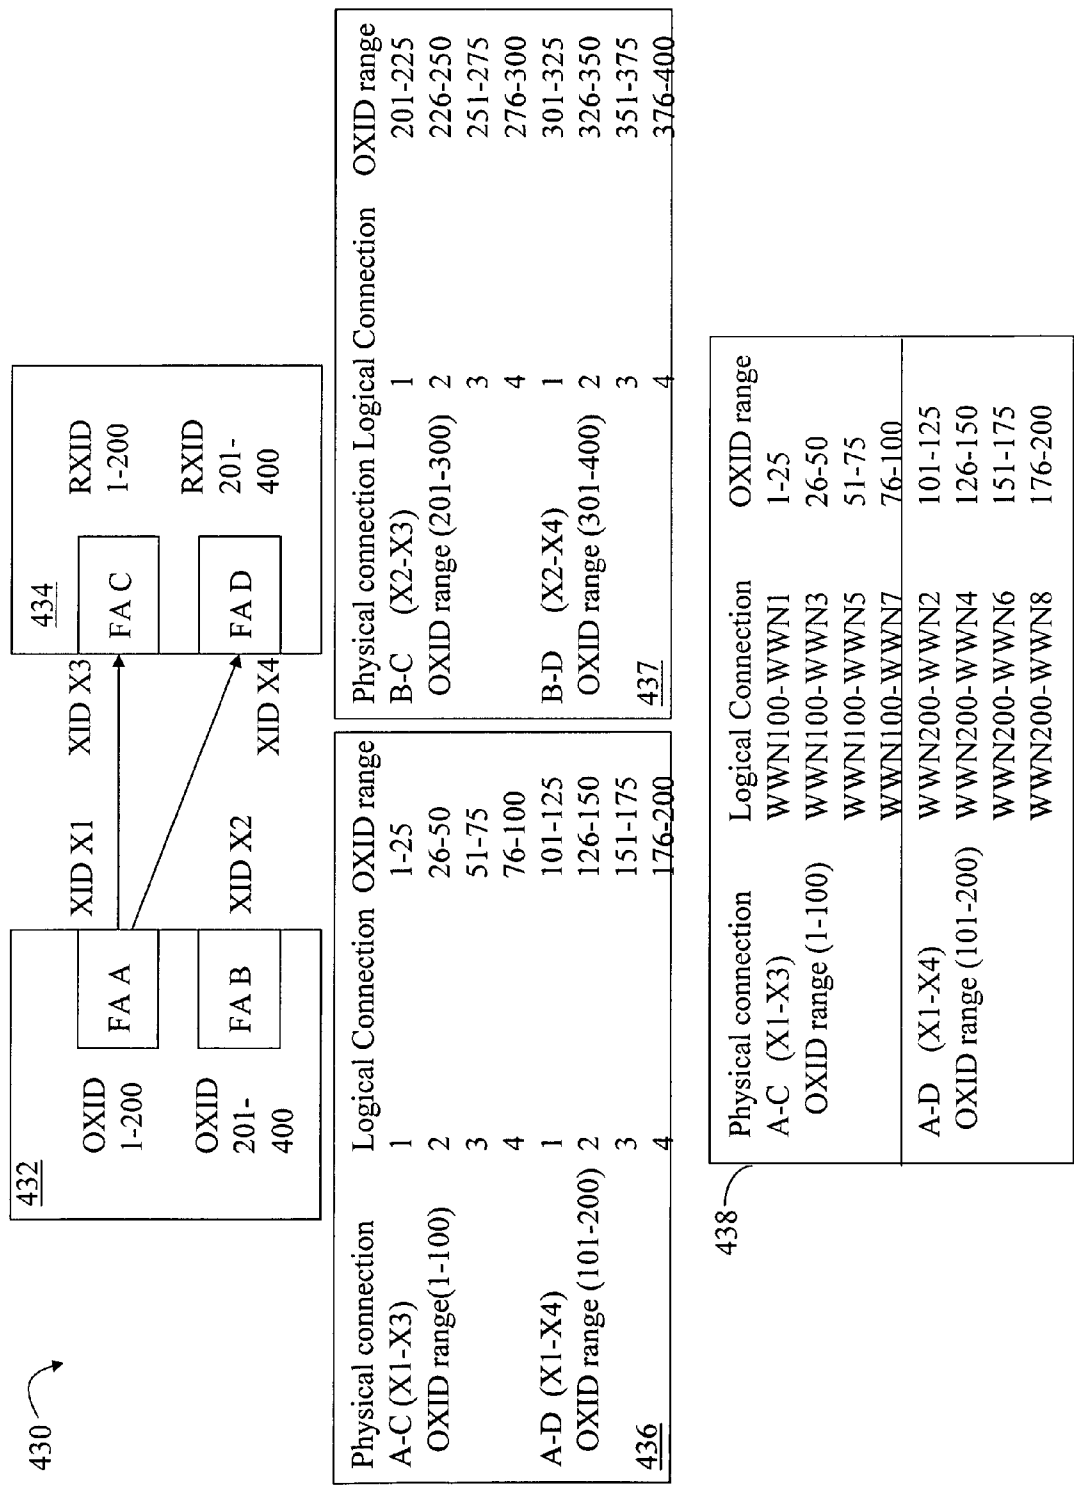 430
432
OXID
1-200
OXID
201-
400
FA A
FA B
XID X1
XID X2
XID X3
XID X4
434
FA C
FA D
RXID
1-200
RXID
201-
400
Physical connection Logical Connection OXID range
A-C (X1-X3) 1 1-25
OXID range(1-100) 2 26-50
3 51-75
4 76-100
A-D (X1-X4) 1 101-125
OXID range (101-200) 2 126-150
3 151-175
436 4 176-200
Physical connection Logical Connection OXID range
B-C (X2-X3) 1 201-225
OXID range (201-300) 2 226-250
3 251-275
4 276-300
B-D (X2-X4) 1 301-325
OXID range (301-400) 2 326-350
3 351-375
437 4 376-400
438
Physical connection Logical Connection OXID range
A-C (X1-X3) WWN100-WWN1 1-25
OXID range (1-100) WWN100-WWN3 26-50
WWN100-WWN5 51-75
WWN100-WWN7 76-100
A-D (X1-X4) WWN200-WWN2 101-125
OXID range (101-200) WWN200-WWN4 126-150
WWN200-WWN6 151-175
WWN200-WWN8 176-200